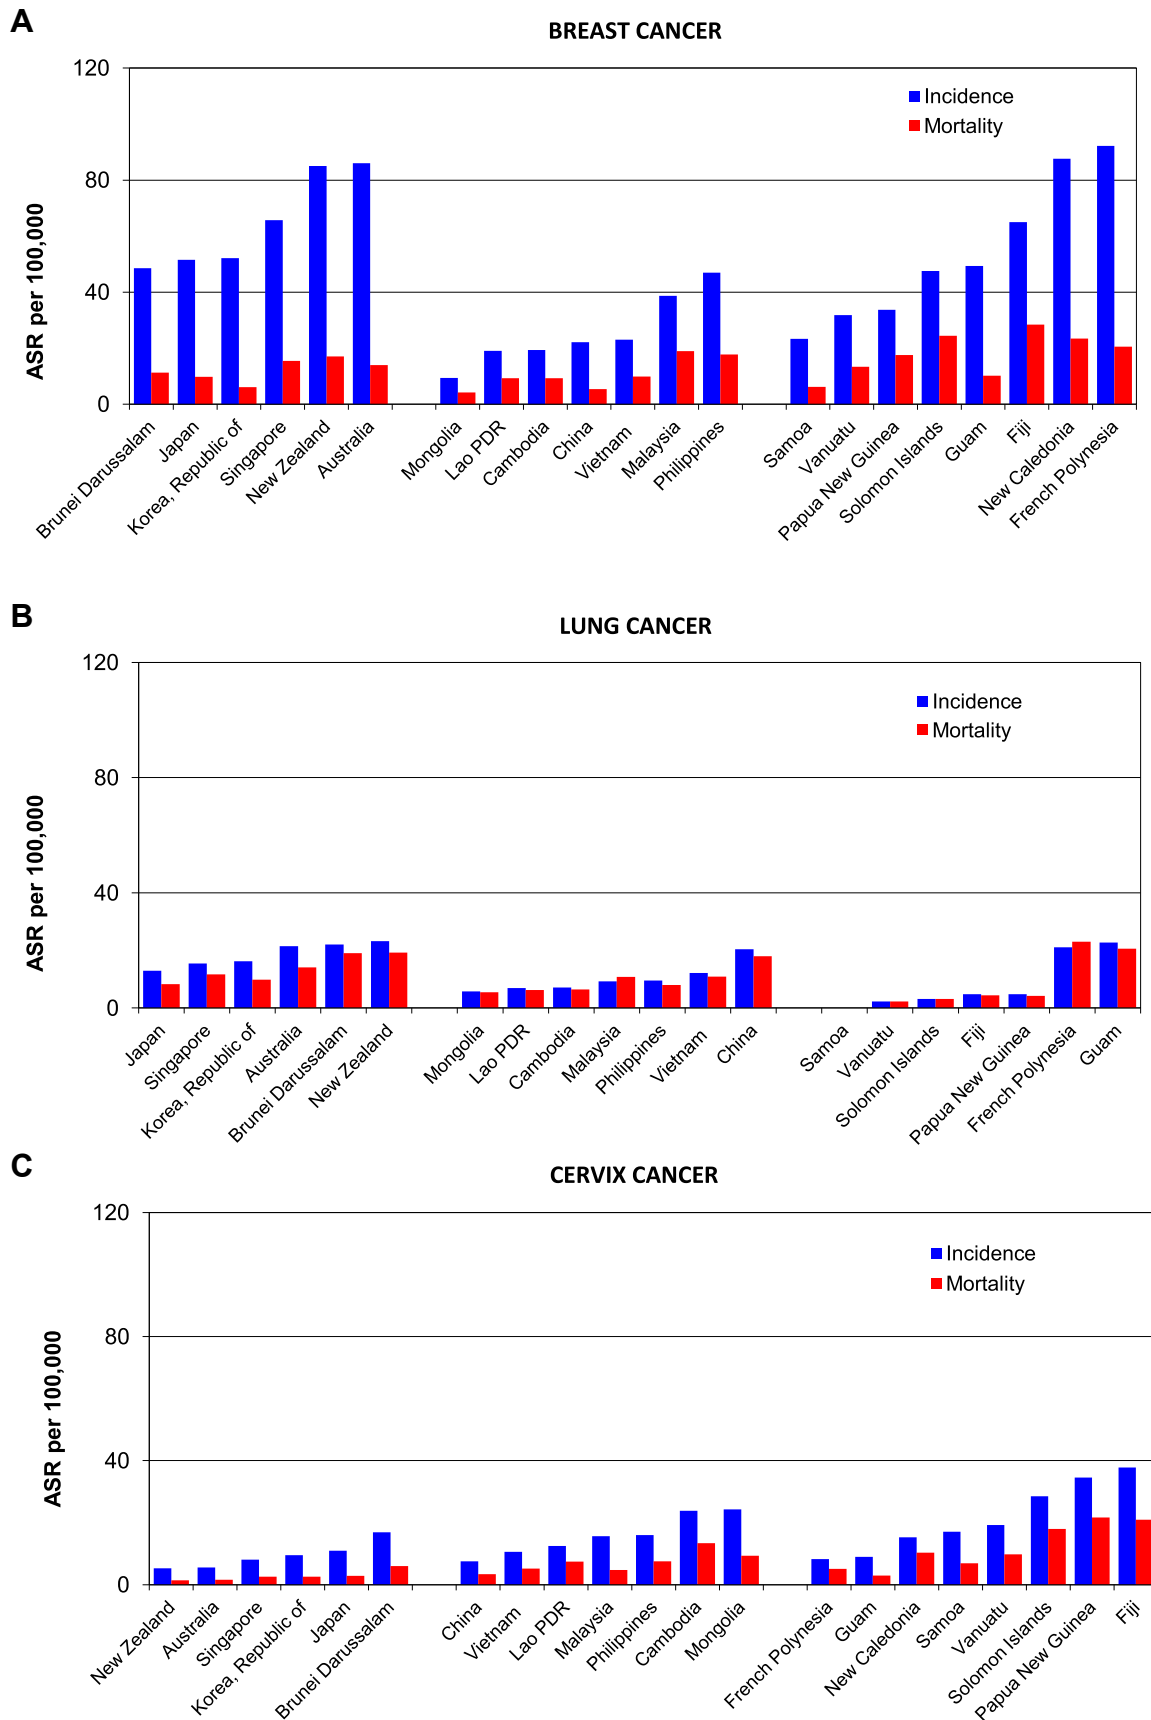 A
BREAST CANCER
120
80
40
0
ASR per 100,000
Incidence
Mortality
Brunei Darussalam
Japan
Korea, Republic of
Singapore
New Zealand
Australia
Mongolia
Lao PDR
Cambodia
China
Vietnam
Malaysia
Philippines
Samoa
Vanuatu
Papua New Guinea
Solomon Islands
Guam
Fiji
New Caledonia
French Polynesia
B
LUNG CANCER
120
80
40
0
ASR per 100,000
Incidence
Mortality
Japan
Singapore
Korea, Republic of
Australia
Brunei Darussalam
New Zealand
Mongolia
Lao PDR
Cambodia
Malaysia
Philippines
Vietnam
China
Samoa
Vanuatu
Solomon Islands
Fiji
Papua New Guinea
French Polynesia
Guam
C
CERVIX CANCER
120
80
40
0
ASR per 100,000
Incidence
Mortality
New Zealand
Australia
Singapore
Korea, Republic of
Japan
Brunei Darussalam
China
Vietnam
Lao PDR
Malaysia
Philippines
Cambodia
Mongolia
French Polynesia
Guam
New Caledonia
Samoa
Vanuatu
Solomon Islands
Papua New Guinea
Fiji